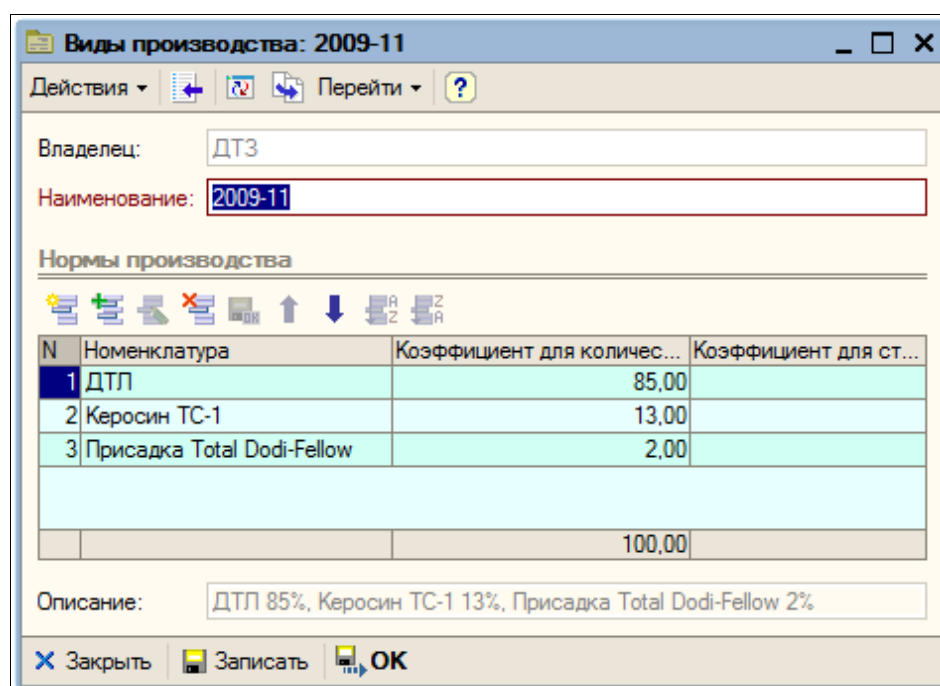 Виды производства: 2009-11
Действия Перейти ?
Владелец: ДТЗ
Наименование: 2009-11
Нормы производства
N Номенклатура Коэффициент для количес... Коэффициент для ст...
1 ДТЛ 85,00
2 Керосин ТС-1 13,00
3 Присадка Total Dodi-Fellow 2,00
100,00
Описание: ДТЛ 85%, Керосин ТС-1 13%, Присадка Total Dodi-Fellow 2%
Закрыть Записать OK